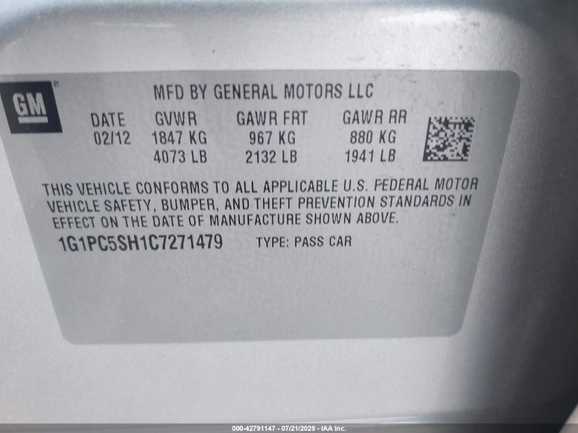 GM
MFD BY GENERAL MOTORS LLC
DATE GVWR GAWR FRT GAWR RR
02/12 1847 KG 967 KG 880 KG
4073 LB 2132 LB 1941 LB
THIS VEHICLE CONFORMS TO ALL APPLICABLE U.S. FEDERAL MOTOR
VEHICLE SAFETY, BUMPER, AND THEFT PREVENTION STANDARDS IN
EFFECT ON THE DATE OF MANUFACTURE SHOWN ABOVE.
1G1PC5SH1C7271479 TYPE: PASS CAR
000-42791147 - 07/21/2025 - IAA Inc.